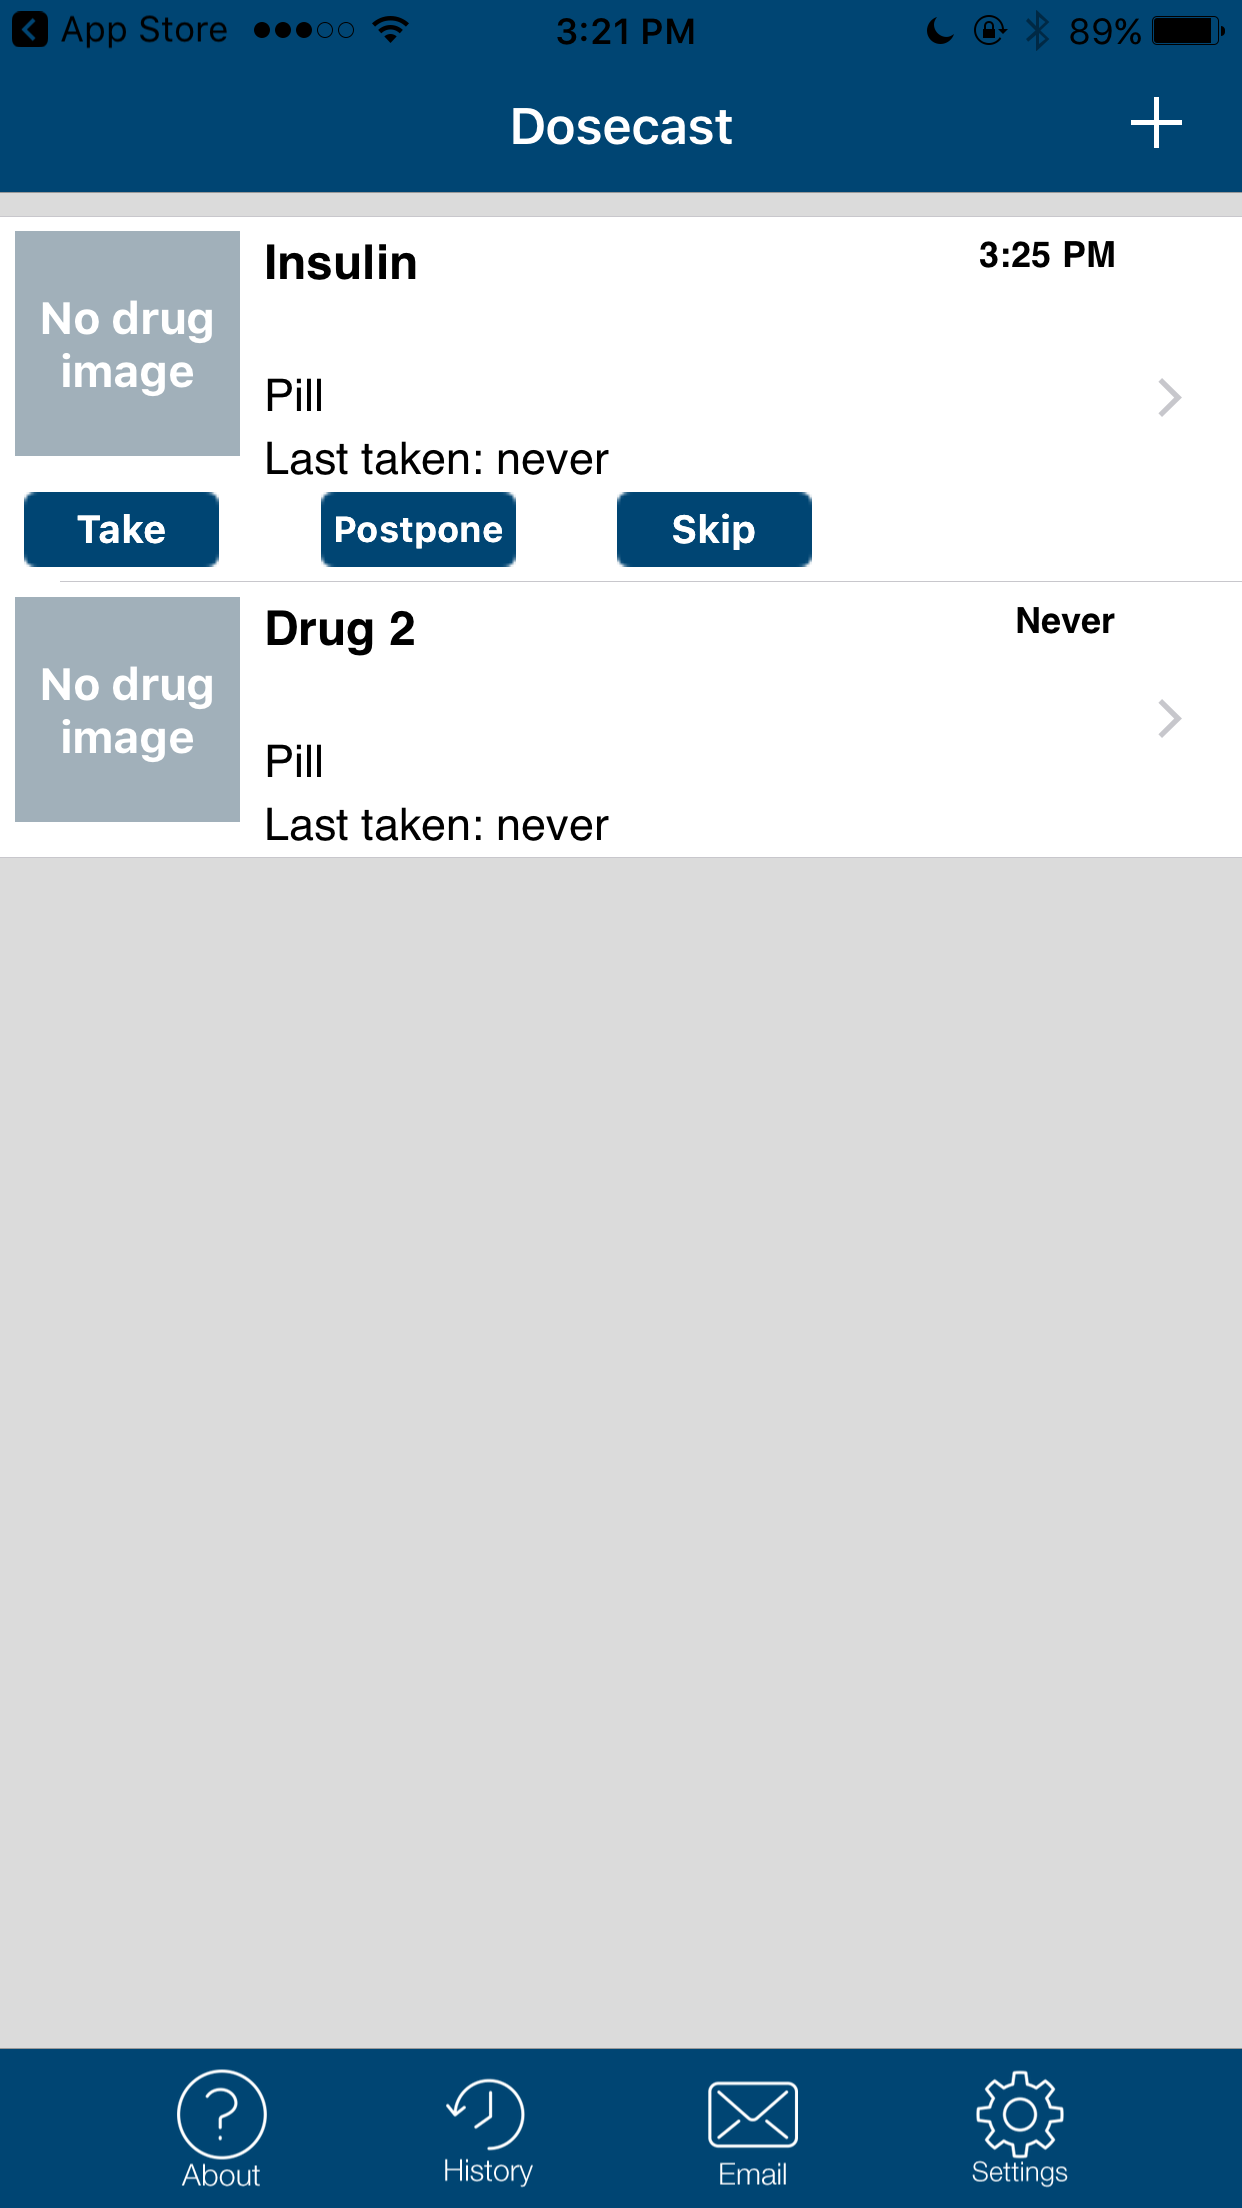 App Store 3:21 PM 89%
Dosecast
Insulin 3:25 PM
No drug
image
Pill
Last taken: never
Take Postpone Skip
Drug 2 Never
No drug
image
Pill
Last taken: never
About History Email Settings